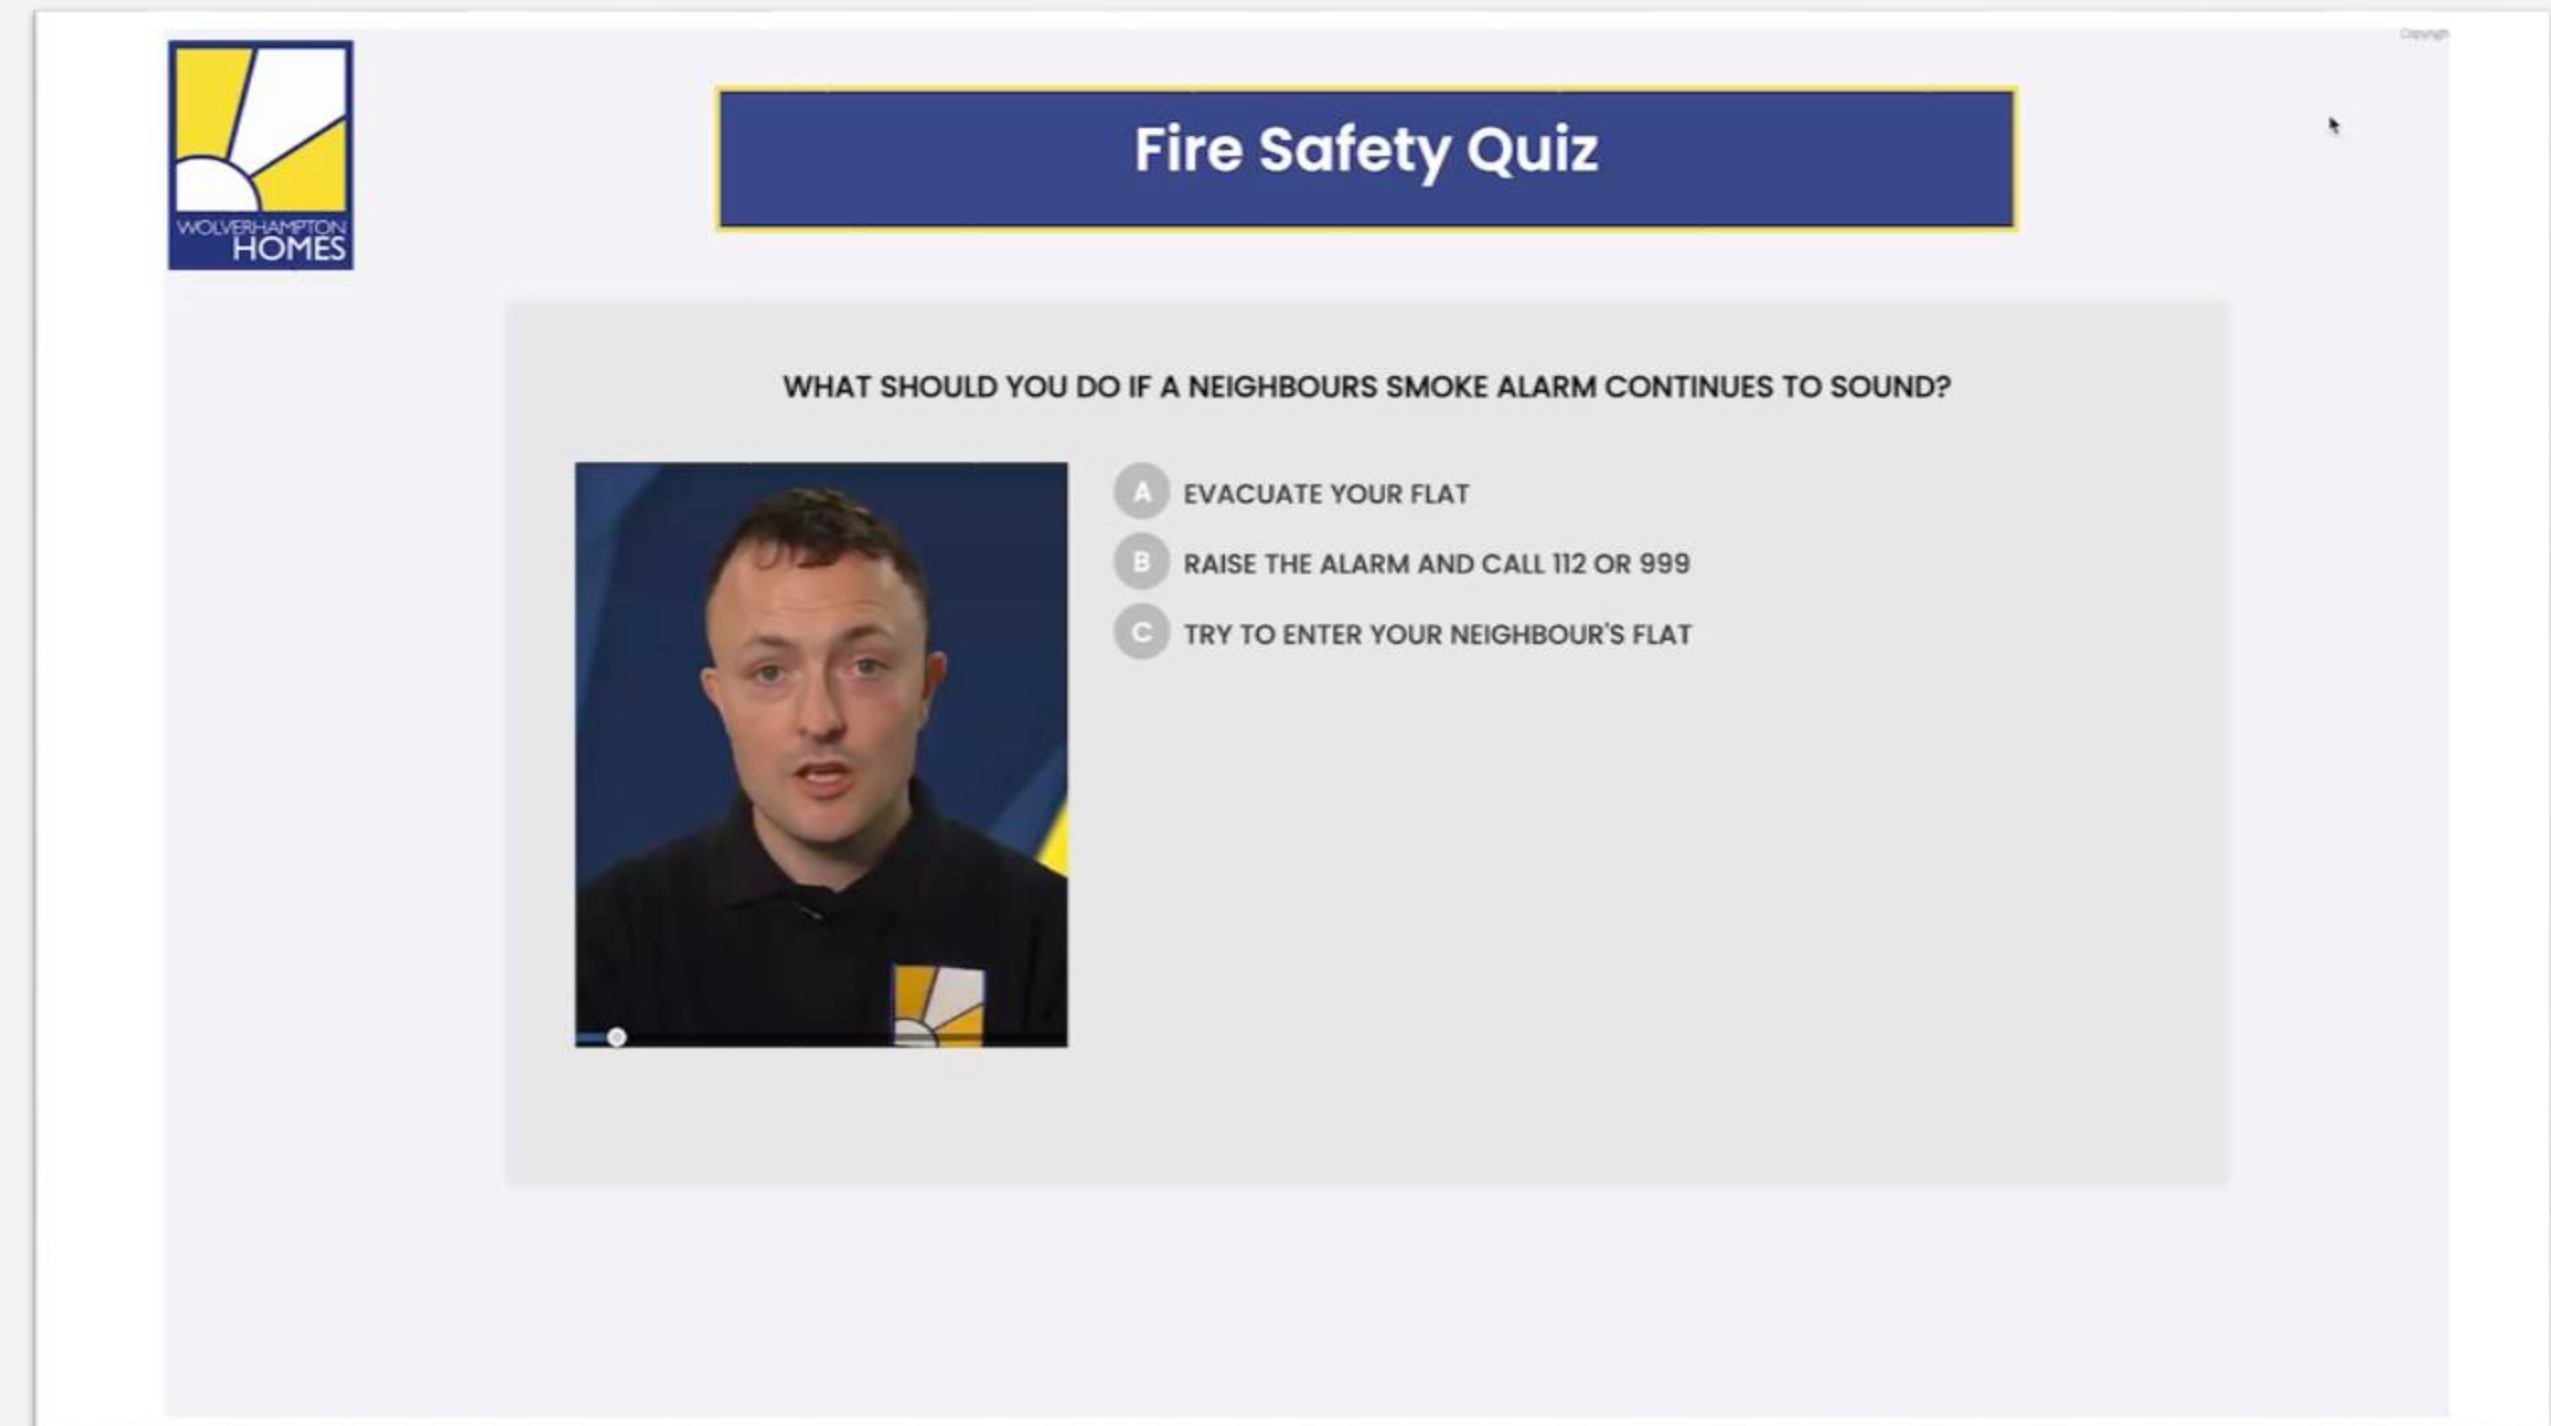 WOLVERHAMPTON
HOMES
Fire Safety Quiz
WHAT SHOULD YOU DO IF A NEIGHBOURS SMOKE ALARM CONTINUES TO SOUND?
A EVACUATE YOUR FLAT
B RAISE THE ALARM AND CALL 112 OR 999
C TRY TO ENTER YOUR NEIGHBOUR'S FLAT